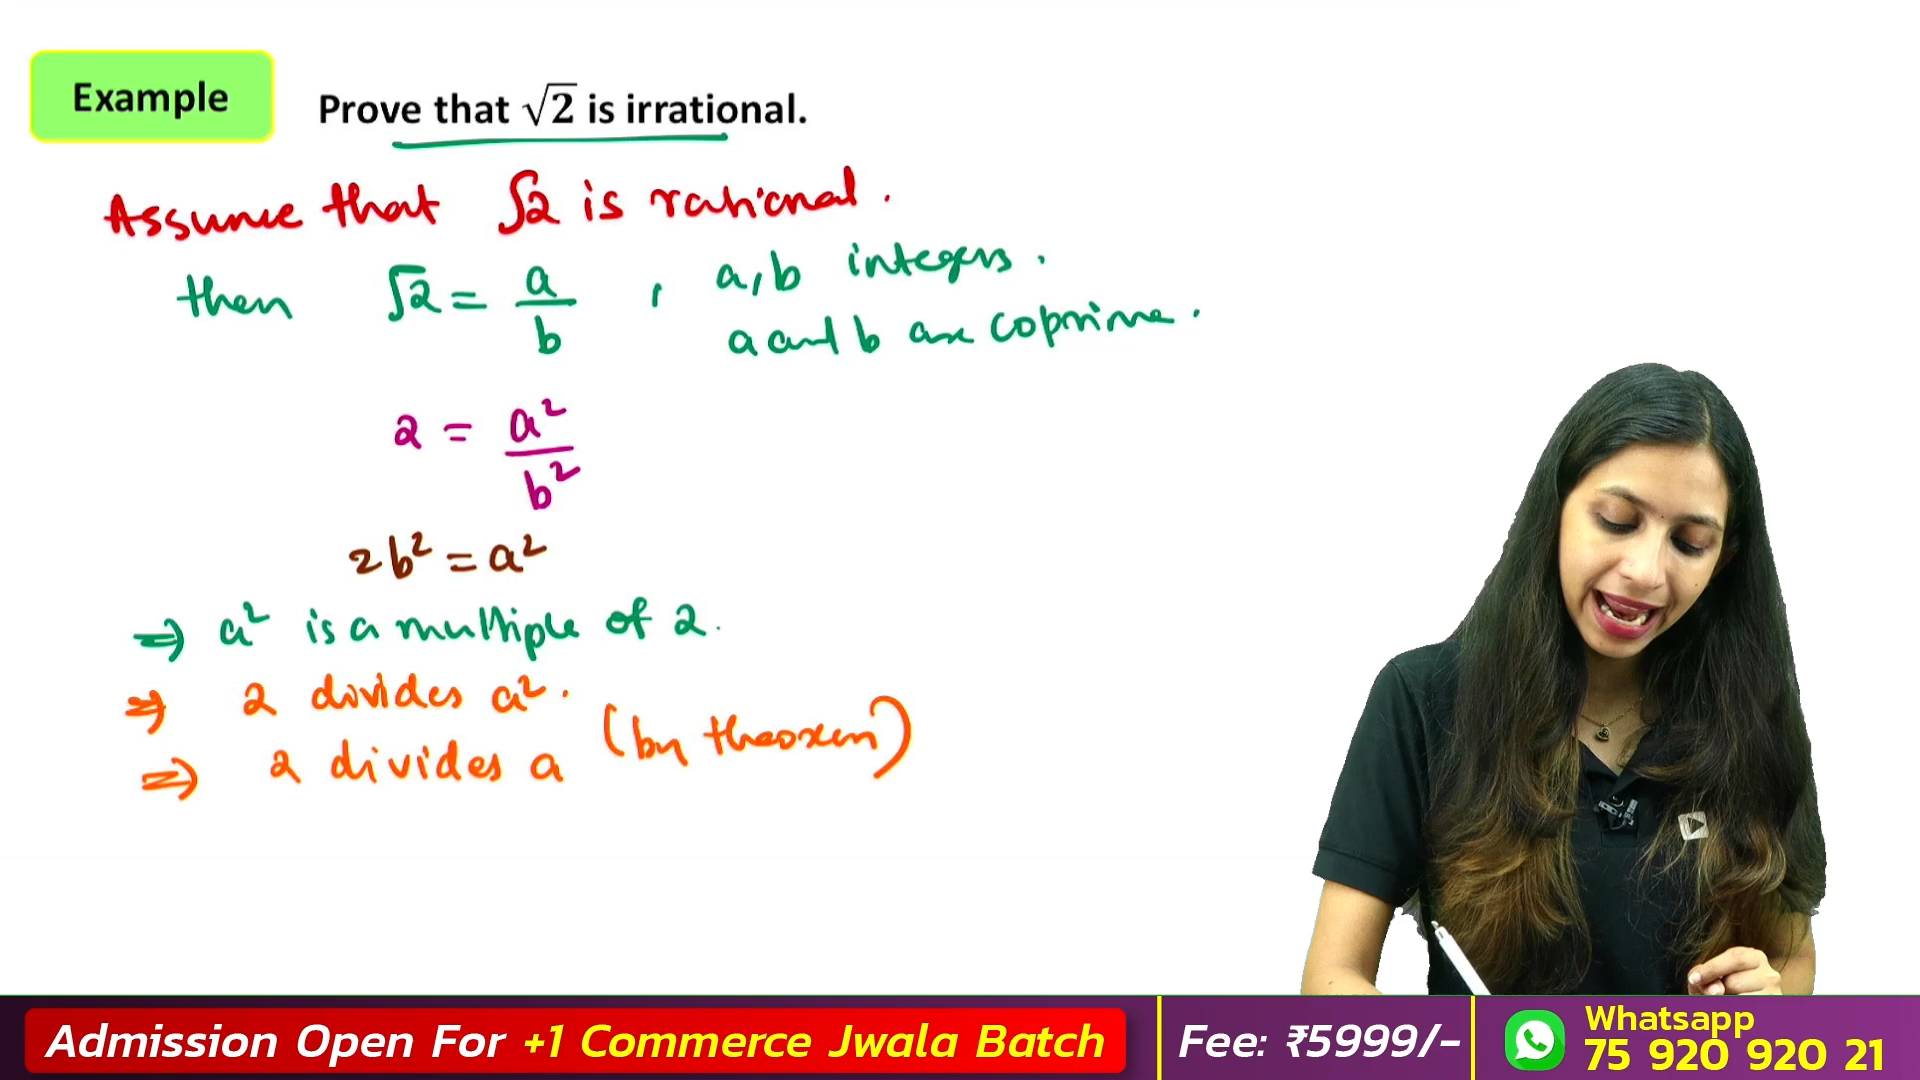 Example
Prove that √2 is irrational.
Assume that √2 is rational.
then √2 = a/b , a,b integers.
a and b are coprime.
2 = a²/b²
2b² = a²
⇒ a² is a multiple of 2.
⇒ 2 divides a².
⇒ 2 divides a (by theorem)
Admission Open For +1 Commerce Jwala Batch
Fee: ₹5999/-
Whatsapp
75 920 920 21